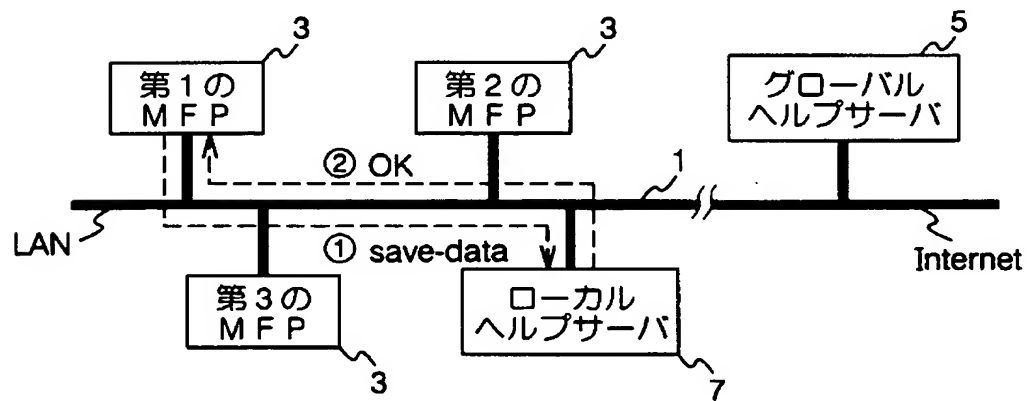 3
3
5
第1の
MFP
第2の
MFP
グローバル
ヘルプサーバ
② OK
1
LAN
① save-data
Internet
第3の
MFP
ローカル
ヘルプサーバ
3
7